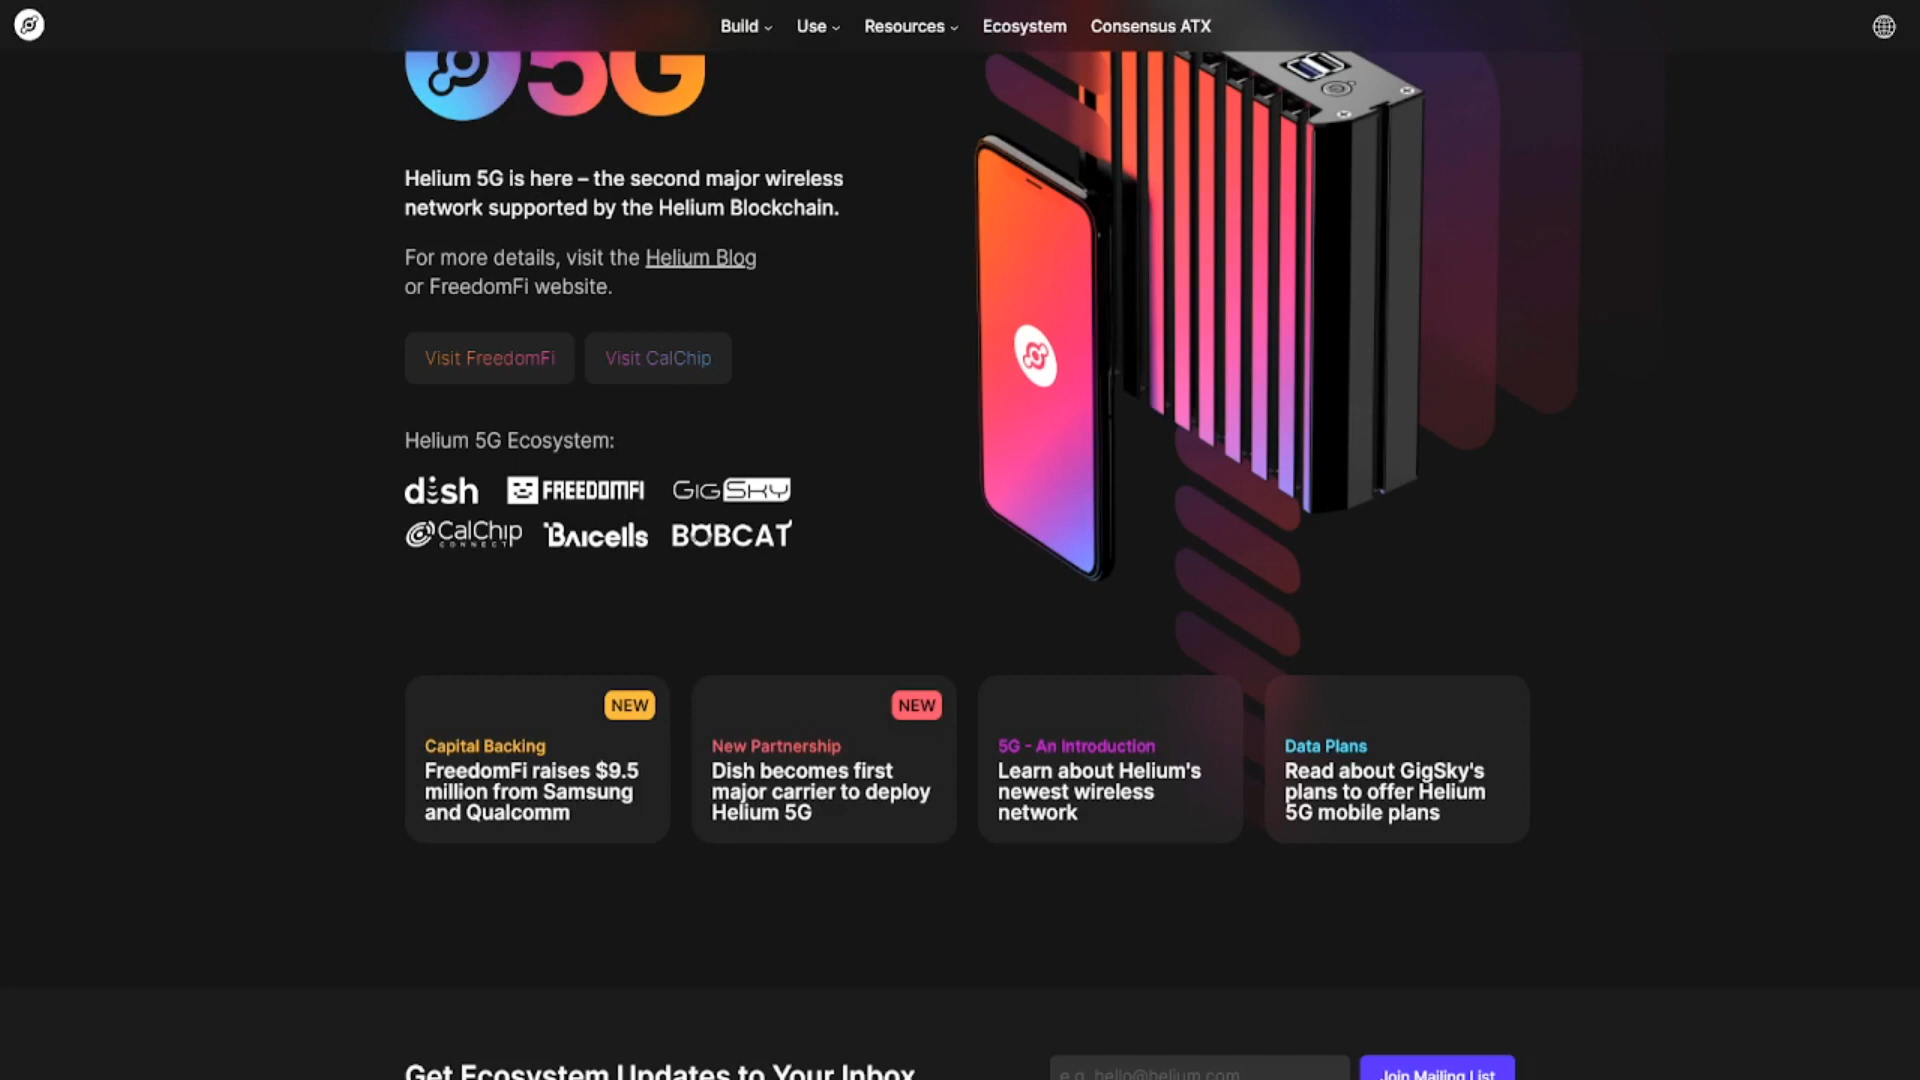 Build Use Resources Ecosystem Consensus ATX
5G
Helium 5G is here – the second major wireless
network supported by the Helium Blockchain.
For more details, visit the Helium Blog
or FreedomFi website.
Visit FreedomFi Visit CalChip
Helium 5G Ecosystem:
dish FREEDOMFI GIGSKY
CalChip CONNECT Baicells BOBCAT
NEW
Capital Backing
FreedomFi raises $9.5
million from Samsung
and Qualcomm
NEW
New Partnership
Dish becomes first
major carrier to deploy
Helium 5G
5G - An Introduction
Learn about Helium's
newest wireless
network
Data Plans
Read about GigSky's
plans to offer Helium
5G mobile plans
Get Ecosystem Updates to Your Inbox
e.g. hello@helium.com
Join Mailing List